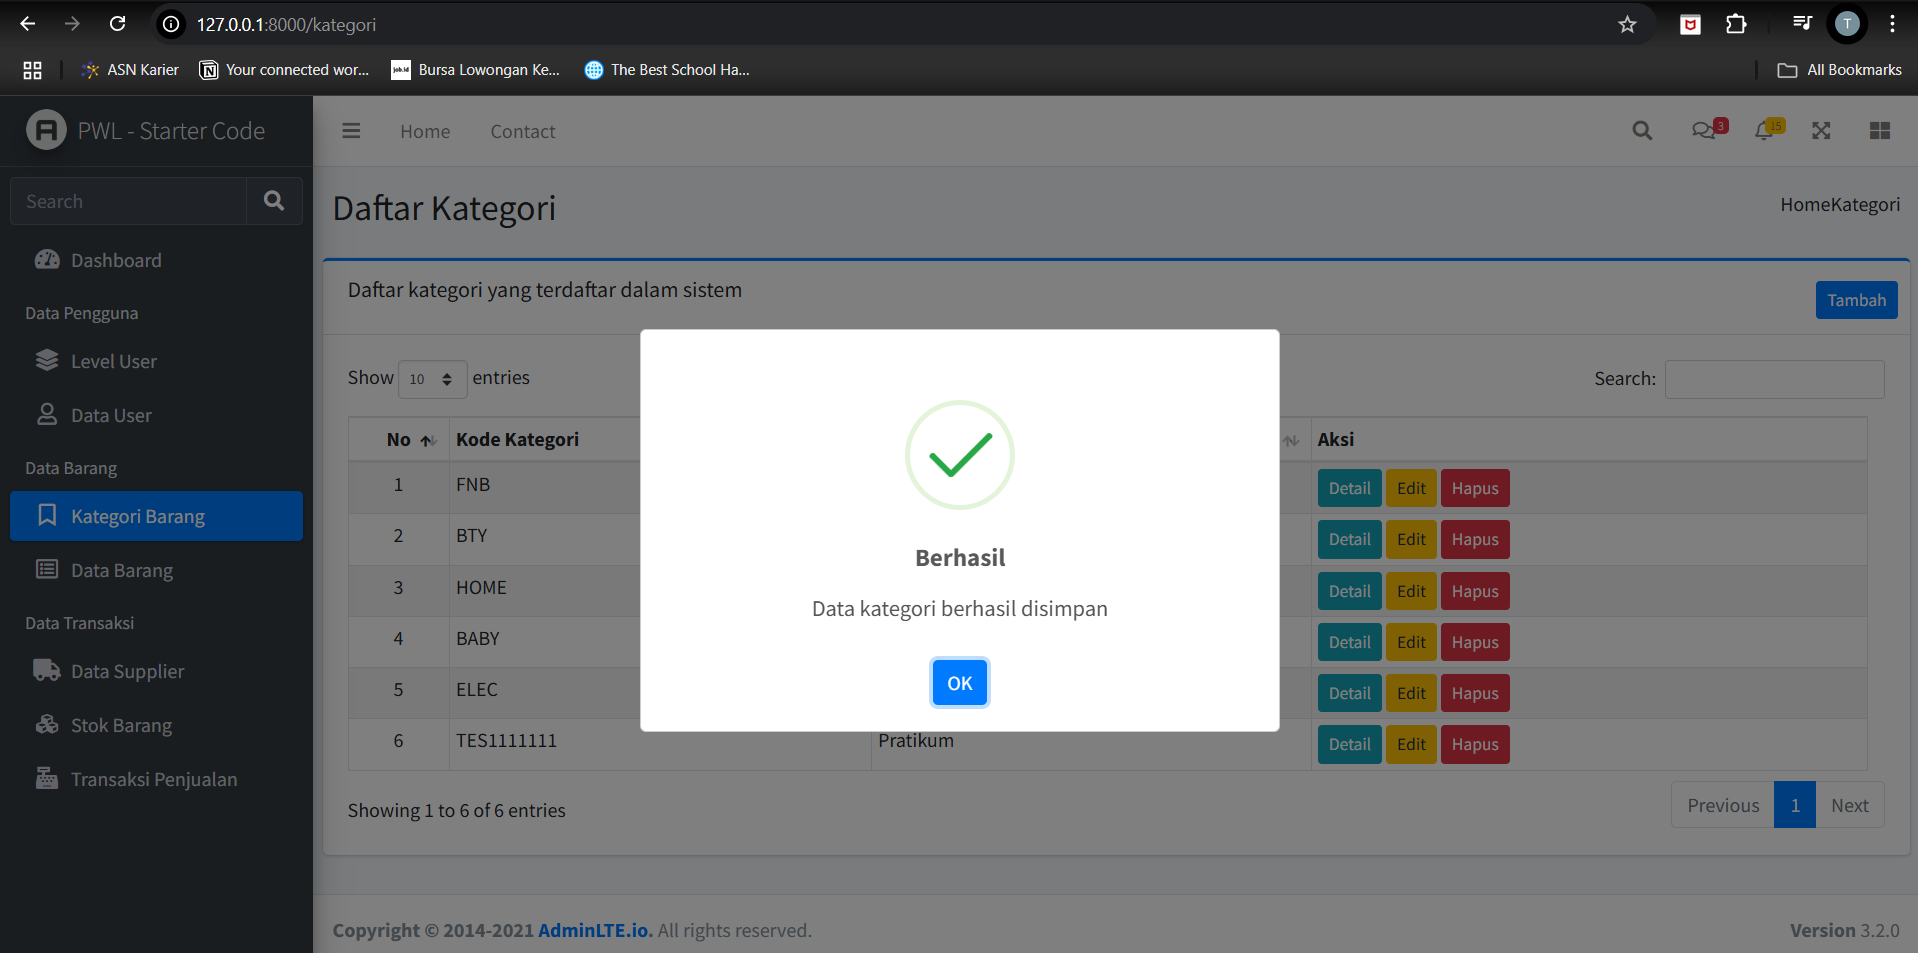 127.0.0.1:8000/kategori
T
ASN Karier
Your connected wor...
job.id
Bursa Lowongan Ke...
The Best School Ha...
All Bookmarks
PWL - Starter Code
Home
Contact
3
15
Search
Daftar Kategori
HomeKategori
Dashboard
Data Pengguna
Level User
Data User
Data Barang
Kategori Barang
Data Barang
Data Transaksi
Data Supplier
Stok Barang
Transaksi Penjualan
Daftar kategori yang terdaftar dalam sistem
Tambah
Show 10 entries
Search:
No Kode Kategori Aksi
1 FNB Detail Edit Hapus
2 BTY Detail Edit Hapus
3 HOME Detail Edit Hapus
4 BABY Detail Edit Hapus
5 ELEC Detail Edit Hapus
6 TES1111111 Pratikum Detail Edit Hapus
Showing 1 to 6 of 6 entries
Previous 1 Next
Berhasil
Data kategori berhasil disimpan
OK
Copyright © 2014-2021 AdminLTE.io. All rights reserved.
Version 3.2.0